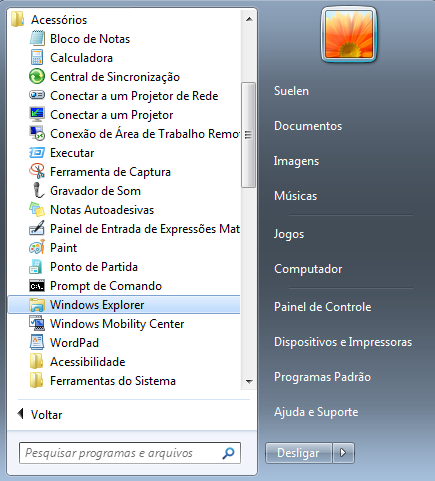 Acessórios
Bloco de Notas
Calculadora
Central de Sincronização
Conectar a um Projetor de Rede
Conectar a um Projetor
Conexão de Área de Trabalho Remo
Executar
Ferramenta de Captura
Gravador de Som
Notas Autoadesivas
Painel de Entrada de Expressões Mat
Paint
Ponto de Partida
Prompt de Comando
Windows Explorer
Windows Mobility Center
WordPad
Acessibilidade
Ferramentas do Sistema
Voltar
Pesquisar programas e arquivos
Suelen
Documentos
Imagens
Músicas
Jogos
Computador
Painel de Controle
Dispositivos e Impressoras
Programas Padrão
Ajuda e Suporte
Desligar